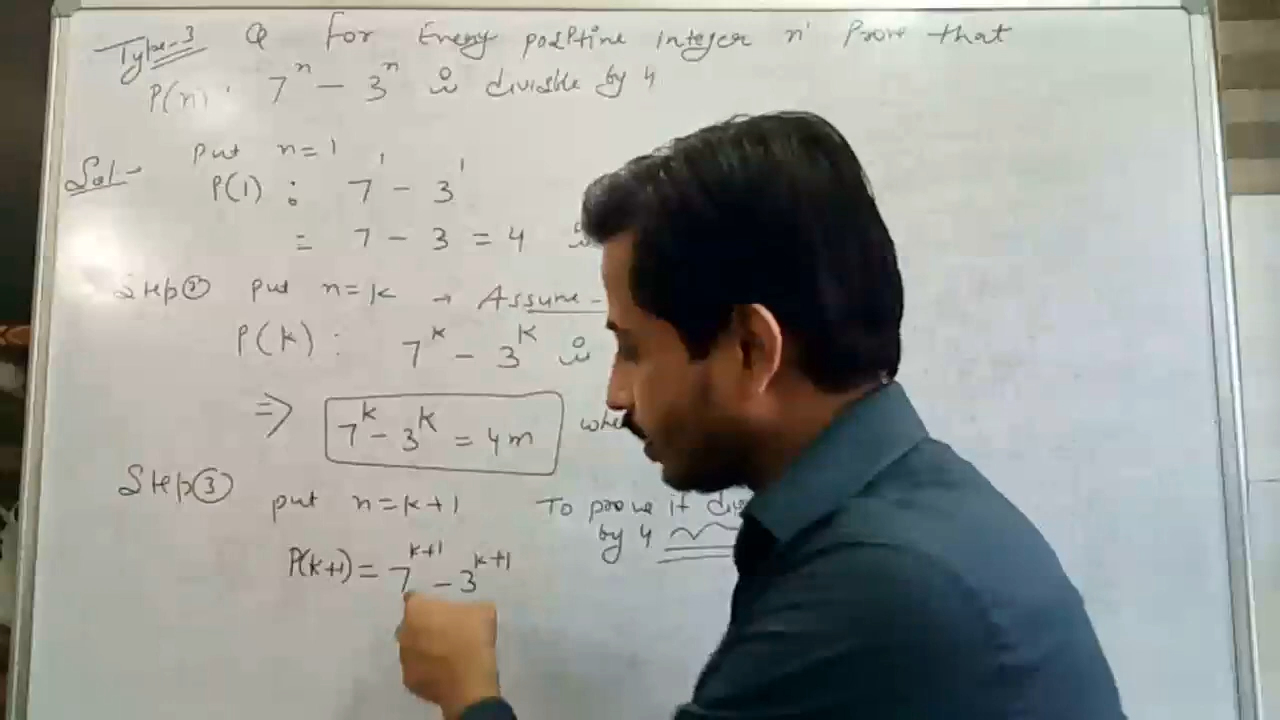 Type-3 Q For Every positive integer n' Prove that
P(n): 7^n - 3^n is divisible by 4
Sol- Put n=1
P(1) : 7^1 - 3^1
= 7 - 3 = 4 is
Step② put n=k → Assume -
P(k) : 7^k - 3^k is
⇒ 7^k - 3^k = 4m
Step③ put n=k+1 To prove it
by 4
P(k+1) = 7^{k+1} - 3^{k+1}